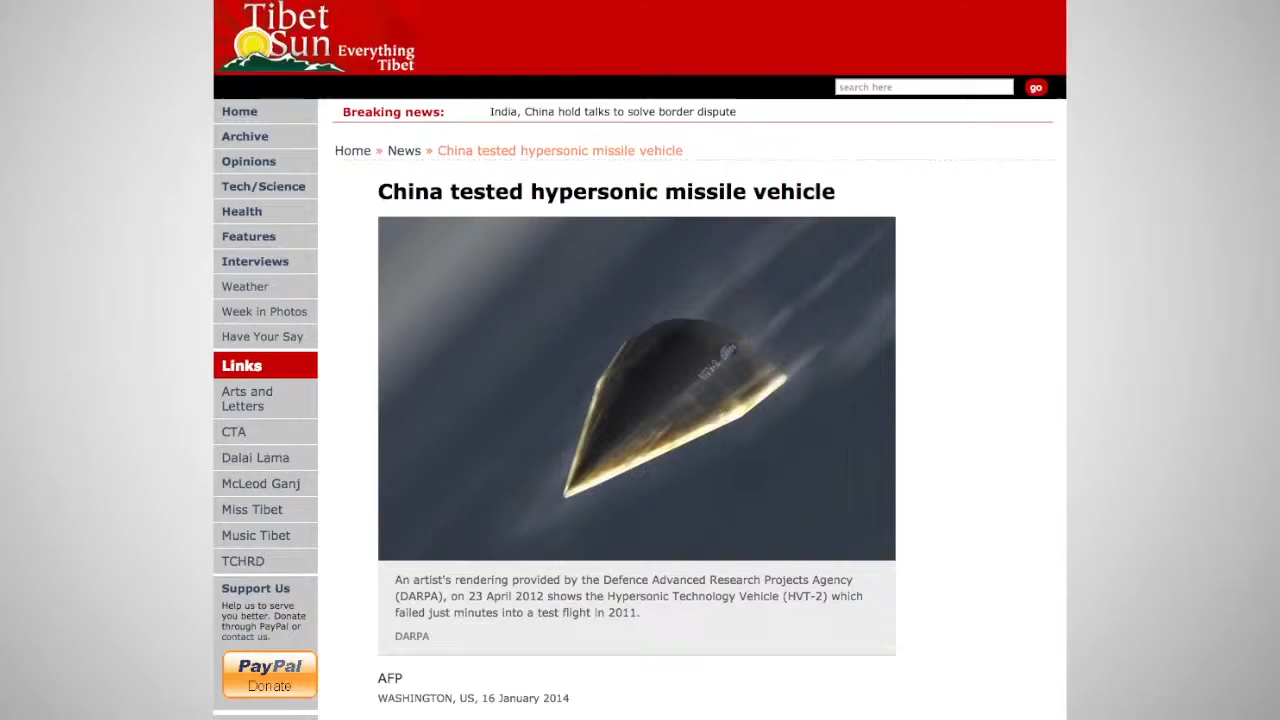 Tibet
Sun Everything
Tibet
search here
go
Home
Archive
Opinions
Tech/Science
Health
Features
Interviews
Weather
Week in Photos
Have Your Say
Links
Arts and
Letters
CTA
Dalai Lama
McLeod Ganj
Miss Tibet
Music Tibet
TCHRD
Support Us
Help us to serve
you better. Donate
through PayPal or
contact us.
PayPal
Donate
Breaking news: India, China hold talks to solve border dispute
Home » News » China tested hypersonic missile vehicle
China tested hypersonic missile vehicle
An artist's rendering provided by the Defence Advanced Research Projects Agency
(DARPA), on 23 April 2012 shows the Hypersonic Technology Vehicle (HVT-2) which
failed just minutes into a test flight in 2011.
DARPA
AFP
WASHINGTON, US, 16 January 2014